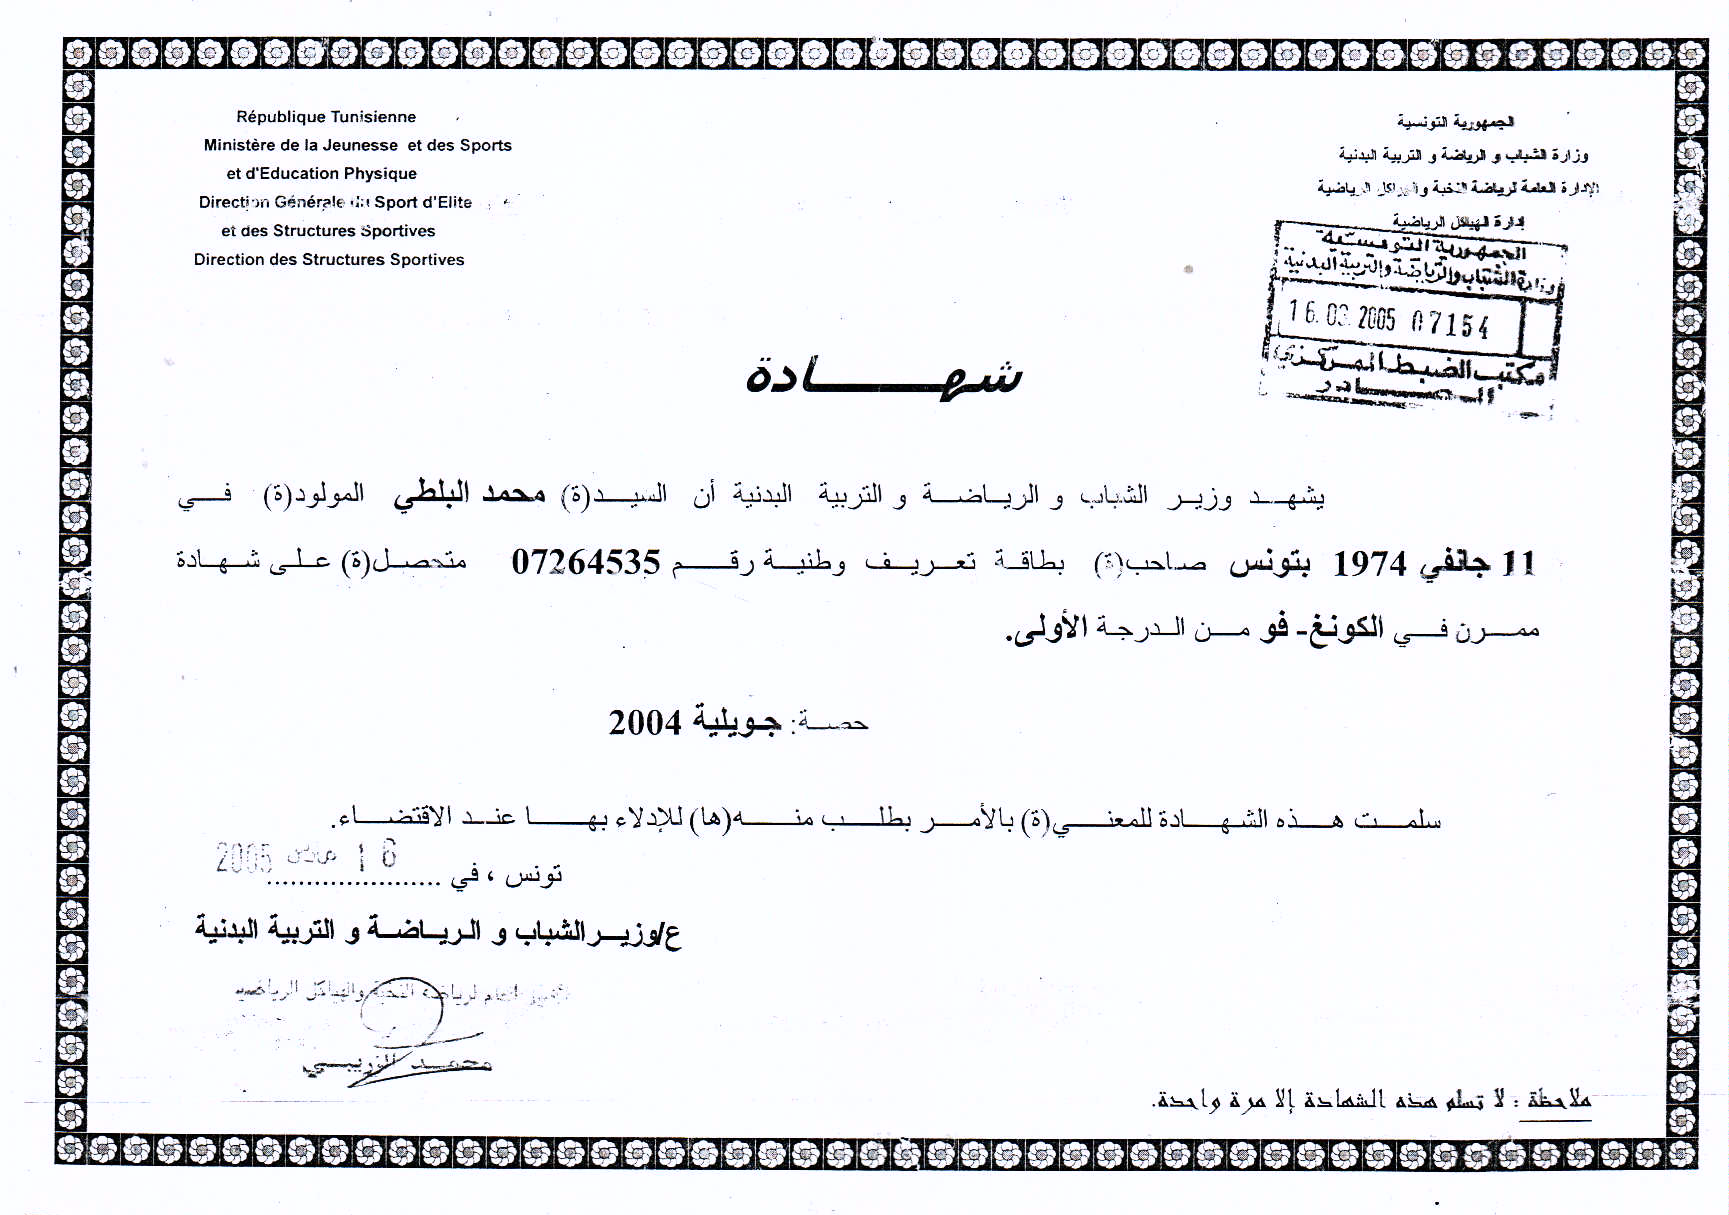 République Tunisienne
Ministère de la Jeunesse et des Sports
et d'Education Physique
Direction Générale du Sport d'Elite
et des Structures Sportives
Direction des Structures Sportives
الجمهورية التونسية
وزارة الشباب و الرياضة و التربية البدنية
الإدارة العامة لرياضة النخبة والهياكل الرياضية
إدارة الهياكل الرياضية
الجمهورية التونسية
وزارة الشباب والرياضة والتربية البدنية
16.03.2005 07154
مكتب الضبط المركزي
الصادر
شهادة
يشهد وزير الشباب و الرياضة و التربية البدنية أن السيد(ة) محمد البلطي المولود(ة) في
11 جانفي 1974 بتونس صاحب(ة) بطاقة تعريف وطنية رقم 07264535 متحصل(ة) على شهادة
ممرن في الكونغ- فو من الدرجة الأولى.
حصة: جويلية 2004
سلمت هذه الشهادة للمعني(ة) بالأمر بطلب منه(ها) للإدلاء بها عند الاقتضاء.
تونس ، في ...................... 16 مارس 2005
ع/وزير الشباب و الرياضة و التربية البدنية
المدير العام لرياضة النخبة والهياكل الرياضية
محمد الزريبي
ملاحظة : لا تسلم هذه الشهادة إلا مرة واحدة.